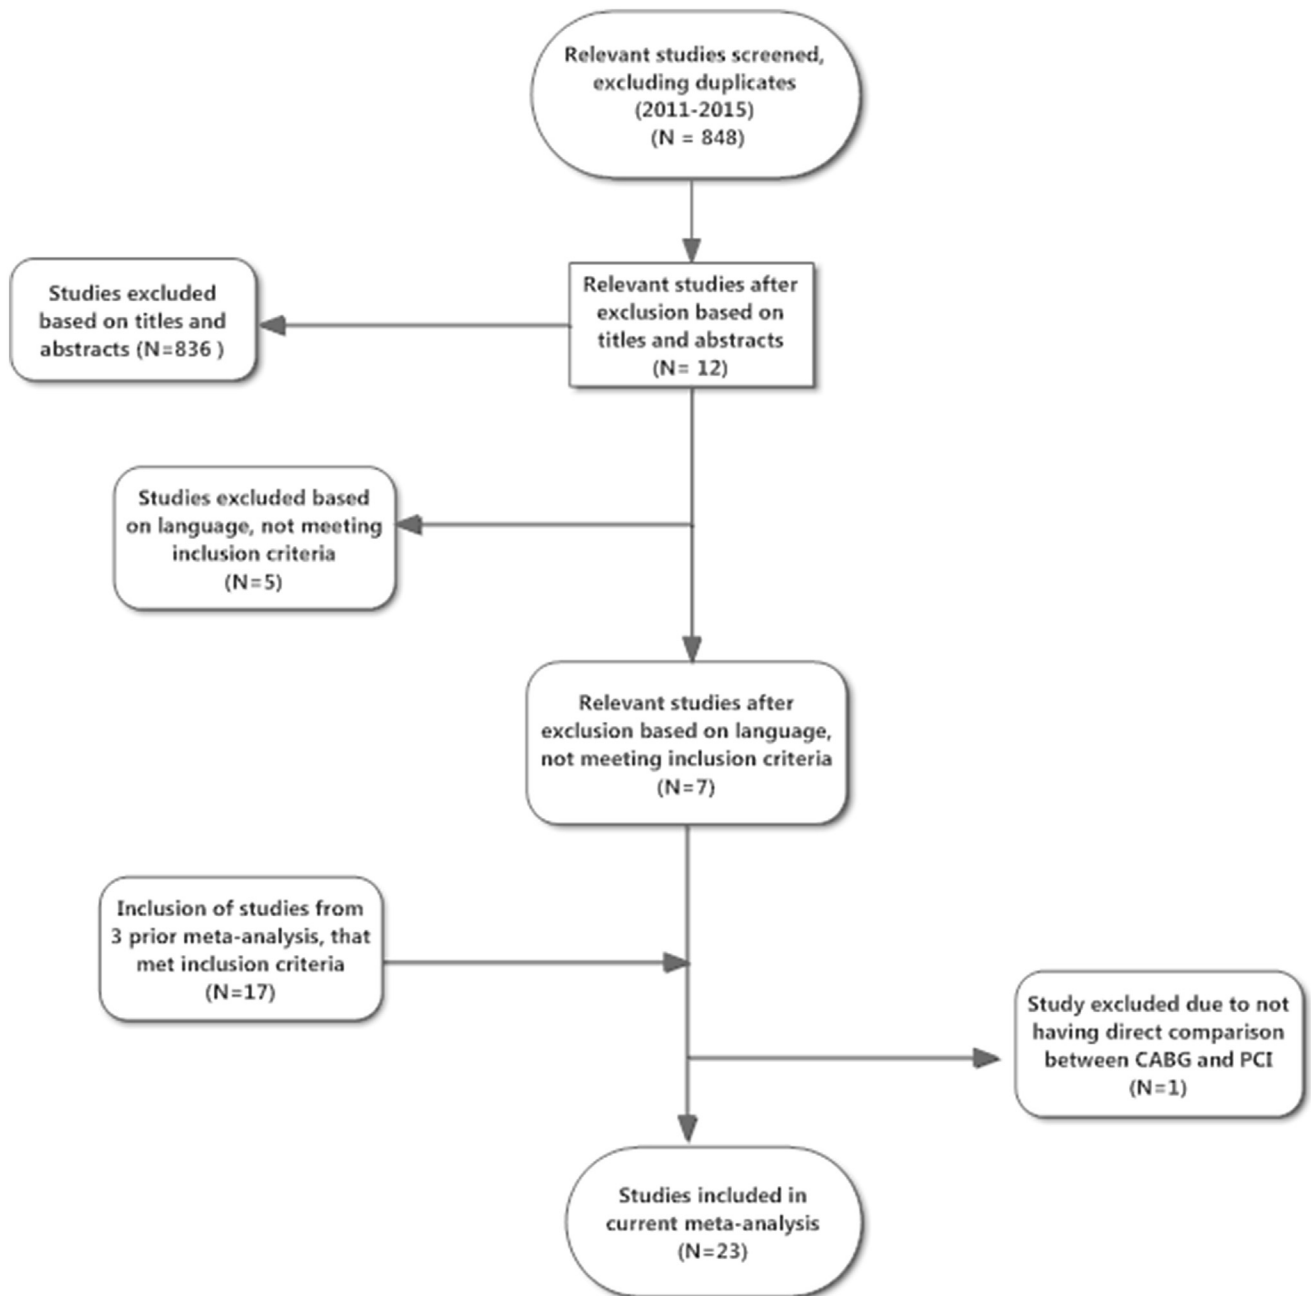 Relevant studies screened,
excluding duplicates
(2011-2015)
(N = 848)
Studies excluded
based on titles and
abstracts (N=836 )
Relevant studies after
exclusion based on
titles and abstracts
(N= 12)
Studies excluded based
on language, not meeting
inclusion criteria
(N=5)
Relevant studies after
exclusion based on language,
not meeting inclusion criteria
(N=7)
Inclusion of studies from
3 prior meta-analysis, that
met inclusion criteria
(N=17)
Study excluded due to not
having direct comparison
between CABG and PCI
(N=1)
Studies included in
current meta-analysis
(N=23)